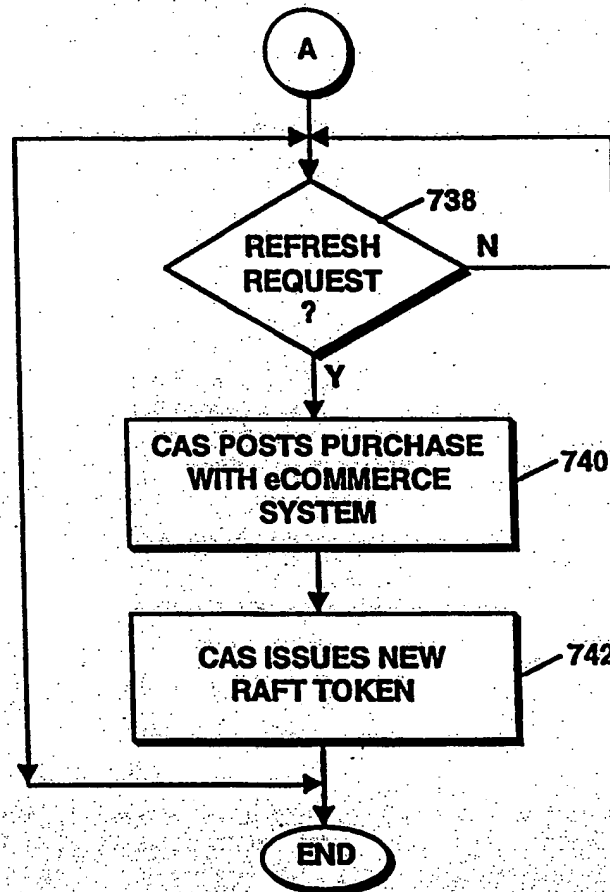 A
738
REFRESH
REQUEST
?
N
Y
CAS POSTS PURCHASE
WITH eCOMMERCE
SYSTEM
740
CAS ISSUES NEW
RAFT TOKEN
742
END